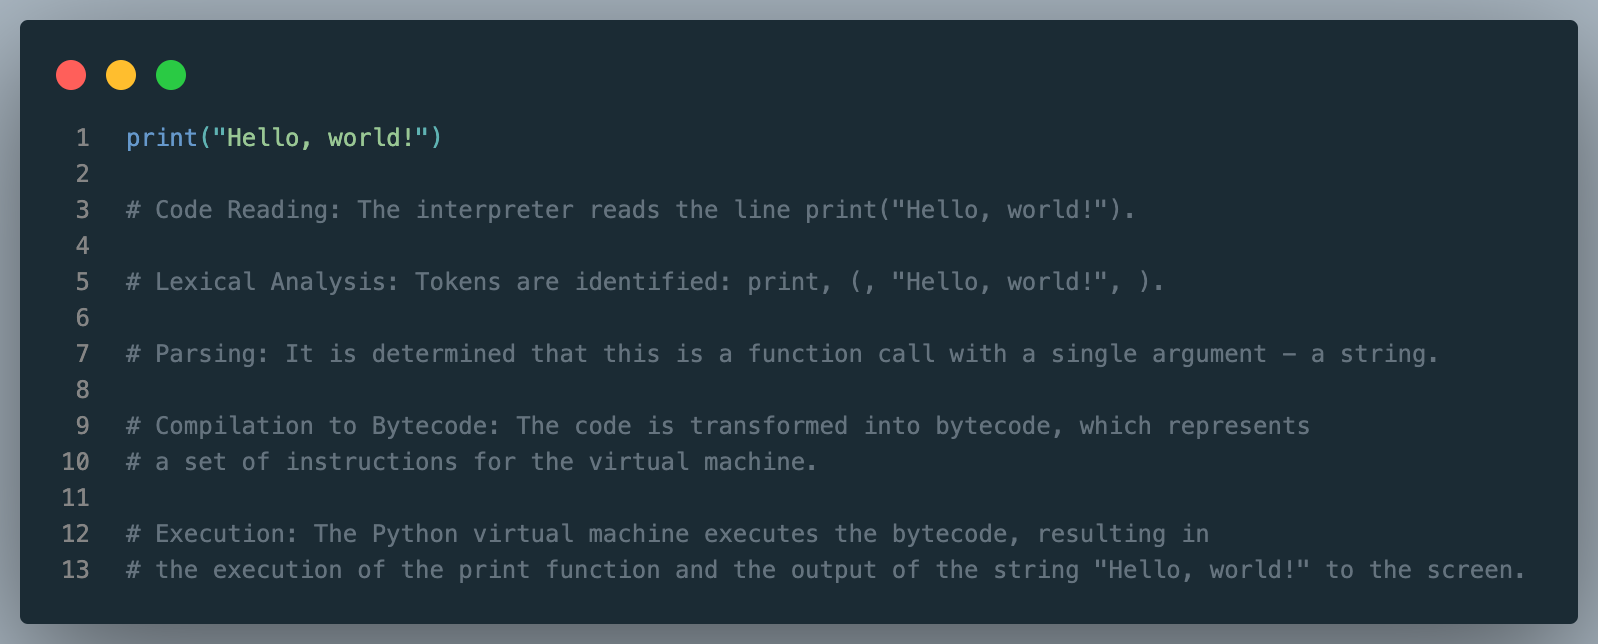 1 print("Hello, world!")
2
3 # Code Reading: The interpreter reads the line print("Hello, world!").
4
5 # Lexical Analysis: Tokens are identified: print, (, "Hello, world!", ).
6
7 # Parsing: It is determined that this is a function call with a single argument – a string.
8
9 # Compilation to Bytecode: The code is transformed into bytecode, which represents
10 # a set of instructions for the virtual machine.
11
12 # Execution: The Python virtual machine executes the bytecode, resulting in
13 # the execution of the print function and the output of the string "Hello, world!" to the screen.